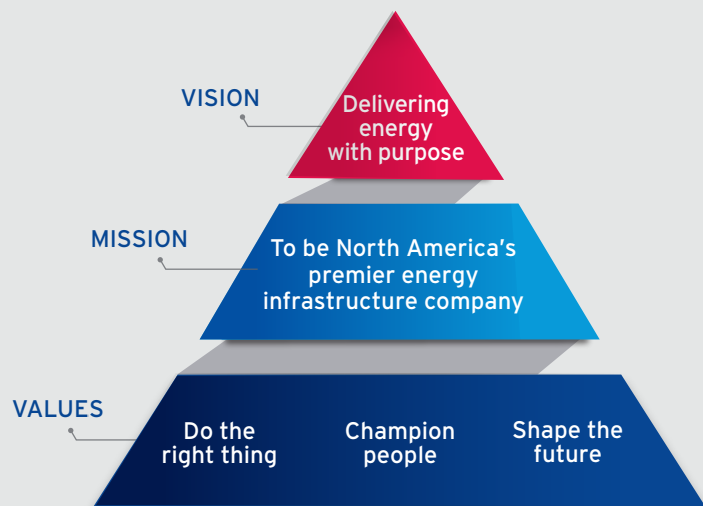 VISION
Delivering
energy
with purpose
MISSION
To be North America's
premier energy
infrastructure company
VALUES
Do the
right thing
Champion
people
Shape the
future